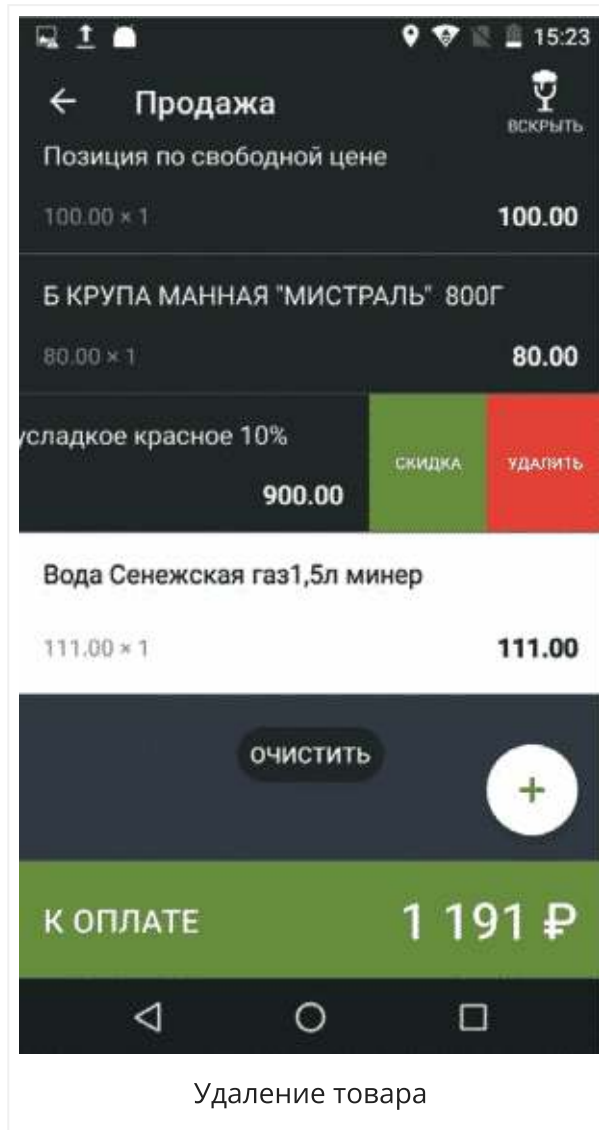 15:23
Продажа
ВСКРЫТЬ
Позиция по свободной цене
100.00 × 1 100.00
Б КРУПА МАННАЯ "МИСТРАЛЬ" 800Г
80.00 × 1 80.00
усладкое красное 10%
900.00
СКИДКА УДАЛИТЬ
Вода Сенежская газ1,5л минер
111.00 × 1 111.00
ОЧИСТИТЬ
+
К ОПЛАТЕ 1 191 ₽
Удаление товара